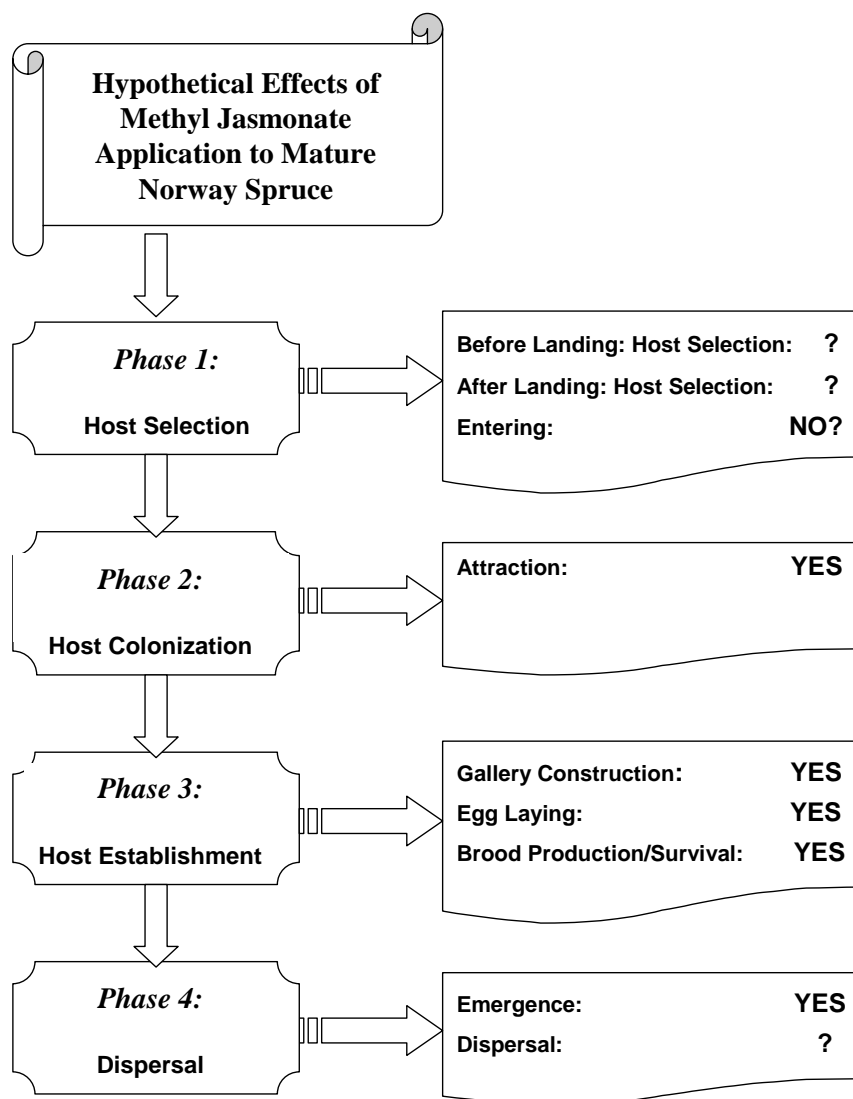 Hypothetical Effects of
Methyl Jasmonate
Application to Mature
Norway Spruce
Phase 1:
Host Selection
Before Landing: Host Selection: ?
After Landing: Host Selection: ?
Entering: NO?
Phase 2:
Host Colonization
Attraction: YES
Phase 3:
Host Establishment
Gallery Construction: YES
Egg Laying: YES
Brood Production/Survival: YES
Phase 4:
Dispersal
Emergence: YES
Dispersal: ?